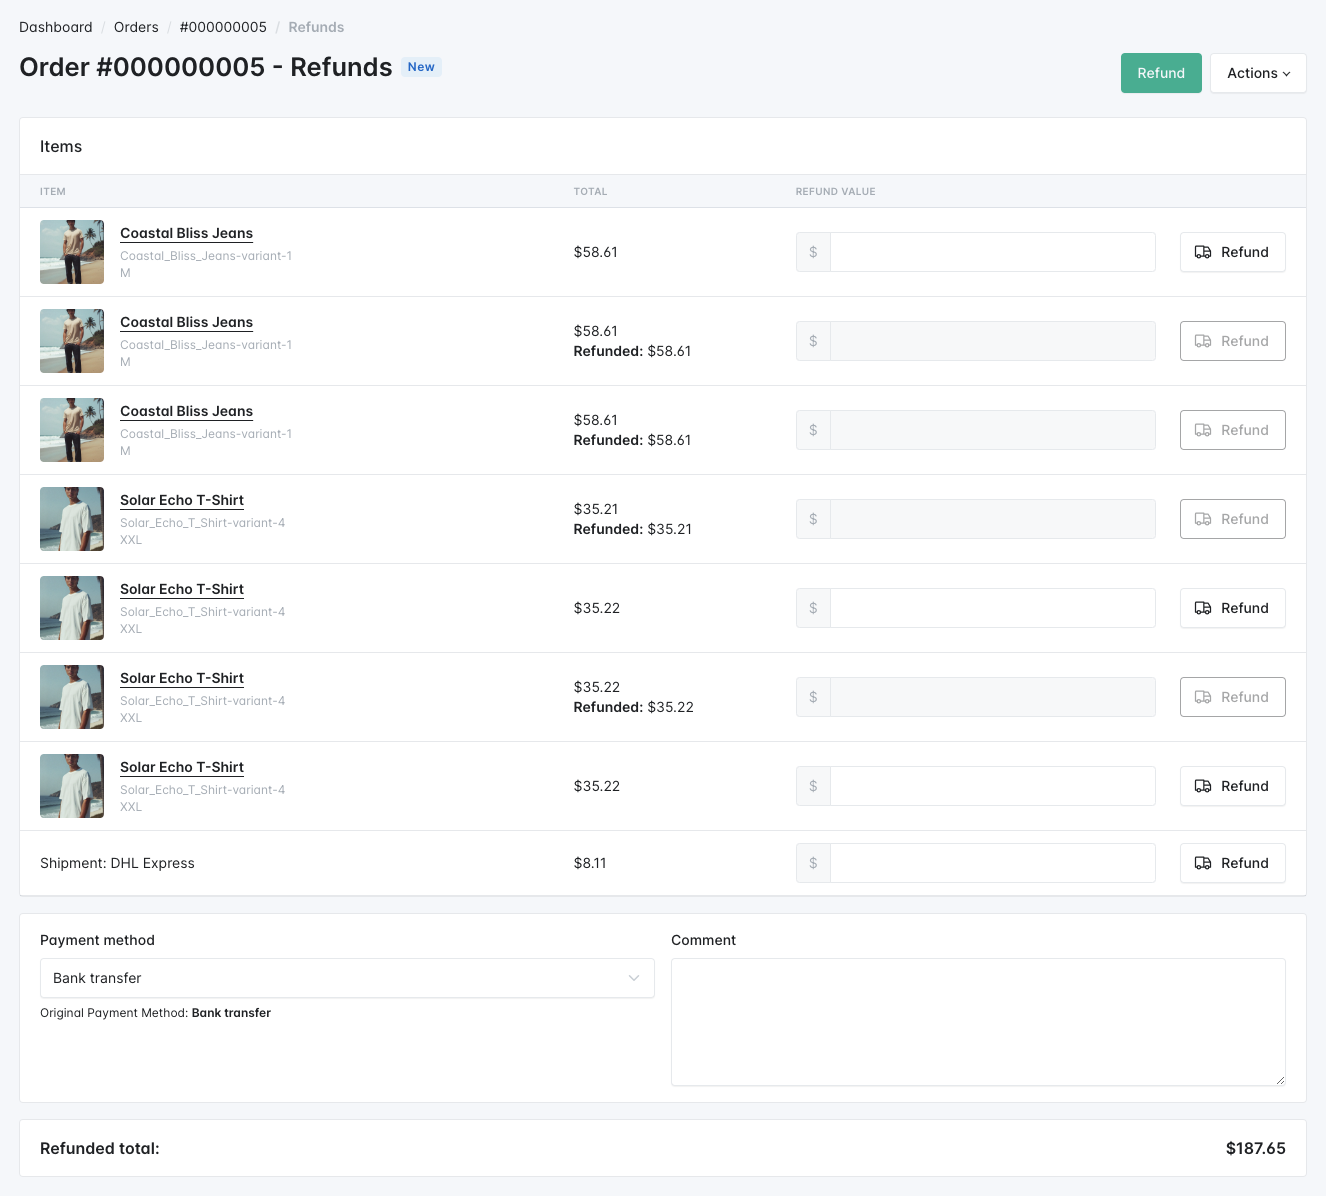 Dashboard / Orders / #000000005 / Refunds
Order #000000005 - Refunds New
Refund Actions
Items
ITEM TOTAL REFUND VALUE
Coastal Bliss Jeans
Coastal_Bliss_Jeans-variant-1
M
$58.61
$ Refund
Coastal Bliss Jeans
Coastal_Bliss_Jeans-variant-1
M
$58.61
Refunded: $58.61
$ Refund
Coastal Bliss Jeans
Coastal_Bliss_Jeans-variant-1
M
$58.61
Refunded: $58.61
$ Refund
Solar Echo T-Shirt
Solar_Echo_T_Shirt-variant-4
XXL
$35.21
Refunded: $35.21
$ Refund
Solar Echo T-Shirt
Solar_Echo_T_Shirt-variant-4
XXL
$35.22
$ Refund
Solar Echo T-Shirt
Solar_Echo_T_Shirt-variant-4
XXL
$35.22
Refunded: $35.22
$ Refund
Solar Echo T-Shirt
Solar_Echo_T_Shirt-variant-4
XXL
$35.22
$ Refund
Shipment: DHL Express
$8.11
$ Refund
Payment method
Bank transfer
Original Payment Method: Bank transfer
Comment
Refunded total: $187.65